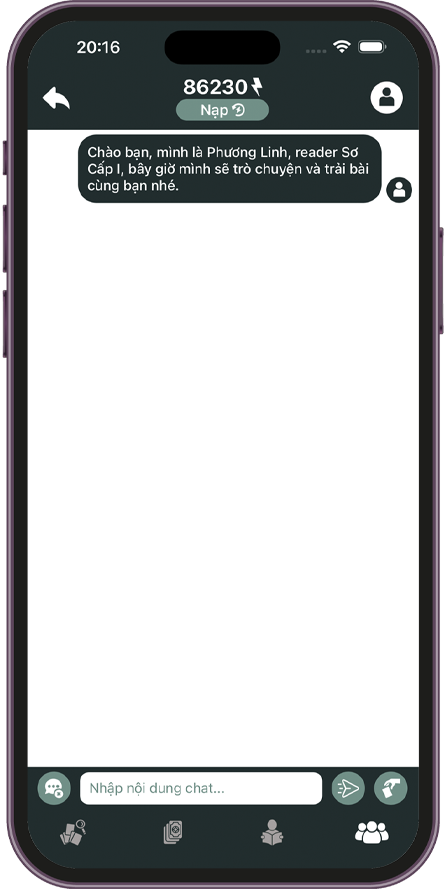 20:16
86230
Nạp
Chào bạn, mình là Phương Linh, reader Sơ
Cấp I, bây giờ mình sẽ trò chuyện và trải bài
cùng bạn nhé.
Nhập nội dung chat...